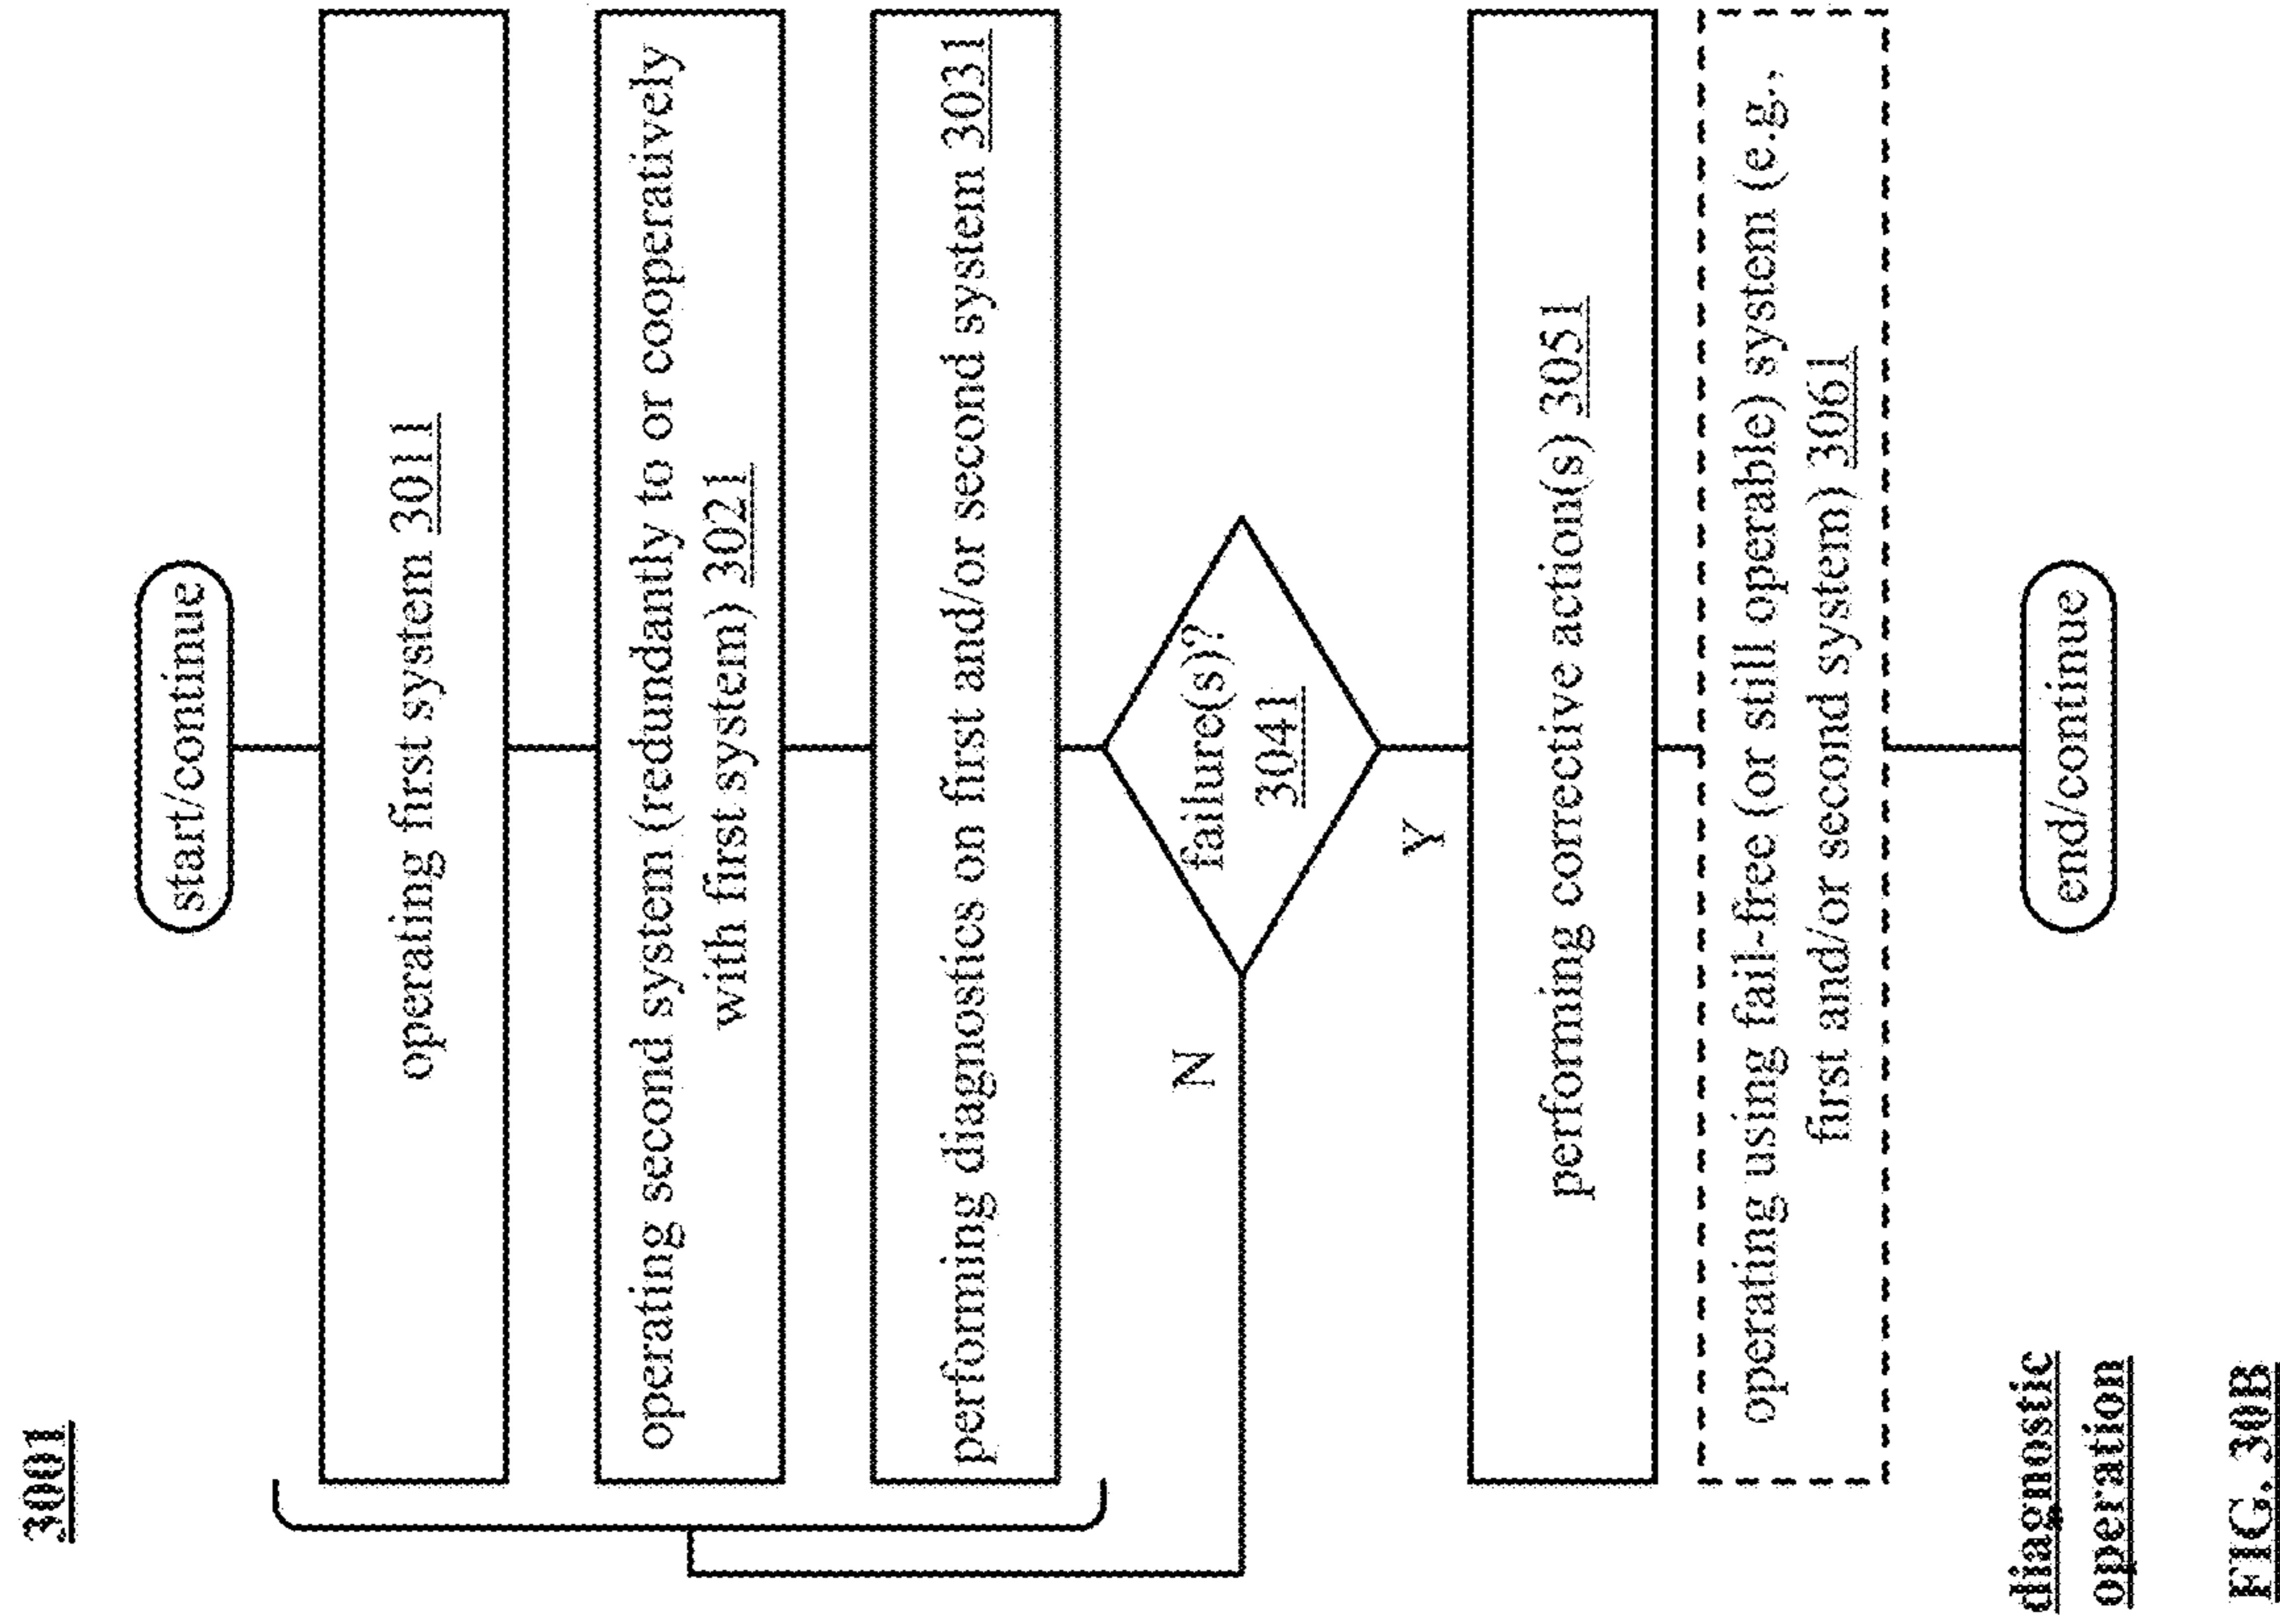 3001
start/continue
operating first system 3011
operating second system (redundantly to or cooperatively
with first system) 3021
performing diagnostics on first and/or second system 3031
failure(s)?
3041
N
Y
performing corrective action(s) 3051
operating using fail-free (or still operable) system (e.g.,
first and/or second system) 3061
end/continue
diagnostic
operation
FIG. 30B